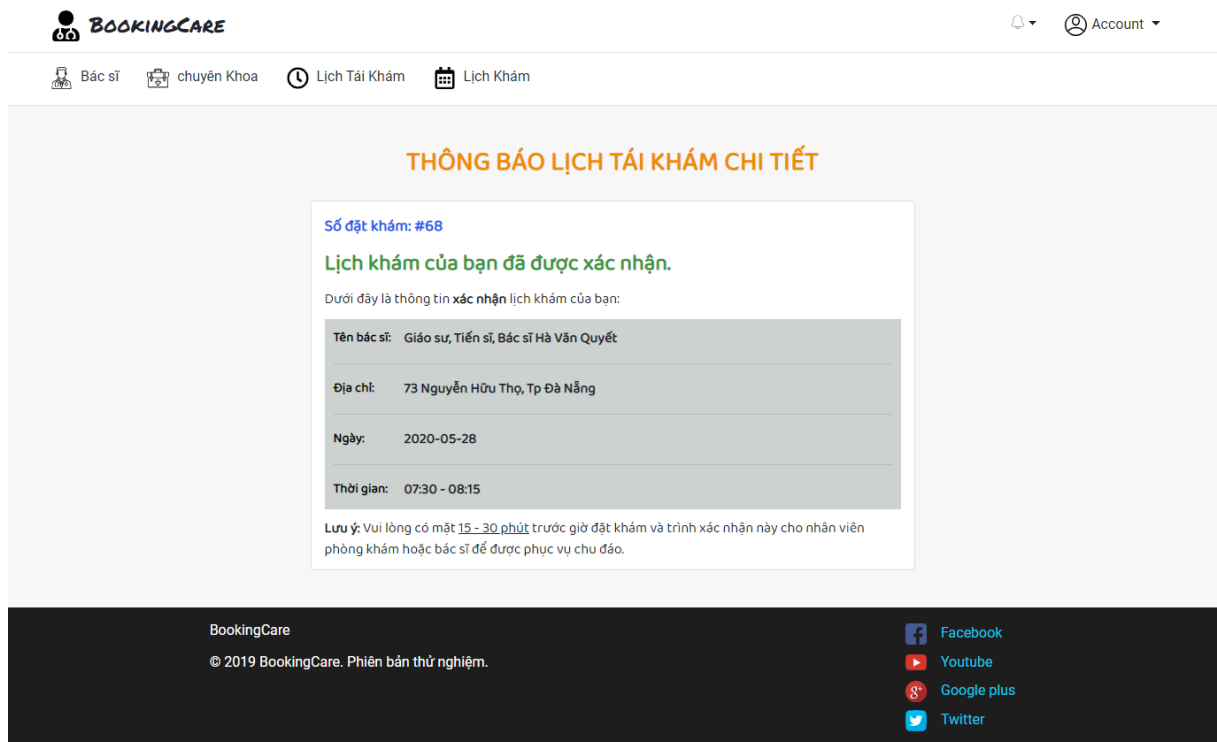 BookingCare
Account
Bác sĩ
chuyên Khoa
Lịch Tái Khám
Lịch Khám
THÔNG BÁO LỊCH TÁI KHÁM CHI TIẾT
Số đặt khám: #68
Lịch khám của bạn đã được xác nhận.
Dưới đây là thông tin xác nhận lịch khám của bạn:
Tên bác sĩ: Giáo sư, Tiến sĩ, Bác sĩ Hà Văn Quyết
Địa chỉ: 73 Nguyễn Hữu Thọ, Tp Đà Nẵng
Ngày: 2020-05-28
Thời gian: 07:30 - 08:15
Lưu ý: Vui lòng có mặt 15 - 30 phút trước giờ đặt khám và trình xác nhận này cho nhân viên
phòng khám hoặc bác sĩ để được phục vụ chu đáo.
BookingCare
© 2019 BookingCare. Phiên bản thử nghiệm.
Facebook
Youtube
Google plus
Twitter